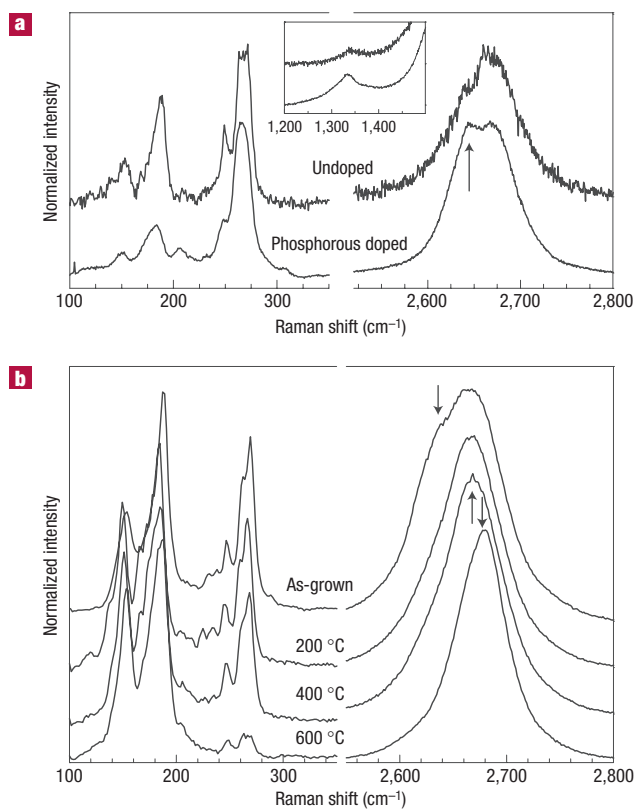 a
Normalized intensity
1,200 1,300 1,400
Undoped
Phosphorous doped
100 200 300 2,600 2,700 2,800
Raman shift (cm⁻¹)
b
Normalized intensity
As-grown
200 °C
400 °C
600 °C
100 200 300 2,600 2,700 2,800
Raman shift (cm⁻¹)